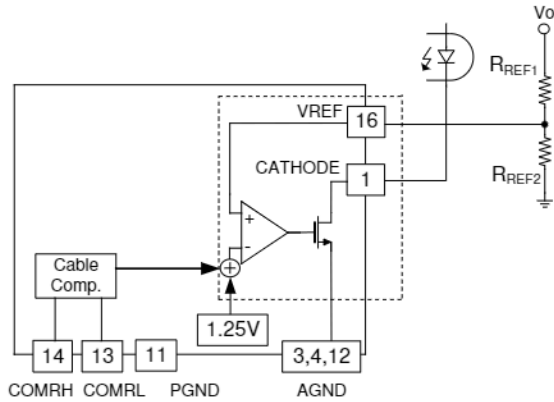 Vo
RREF1
VREF
16
CATHODE
1
RREF2
+
-
Cable
Comp.
+
1.25V
14
13
11
3,4,12
COMRH
COMRL
PGND
AGND